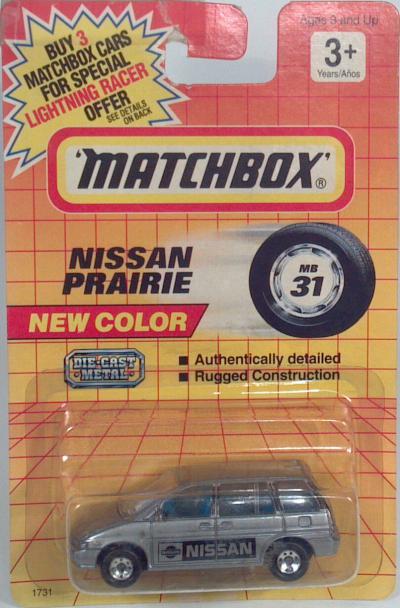 BUY 3
MATCHBOX CARS
FOR SPECIAL
LIGHTNING RACER
OFFER
SEE DETAILS
ON BACK
Ages 3 and Up
3+
Years/Años
'MATCHBOX'®
NISSAN
PRAIRIE
MB
31
NEW COLOR
DIE-CAST
METAL
■ Authentically detailed
■ Rugged Construction
NISSAN
1731